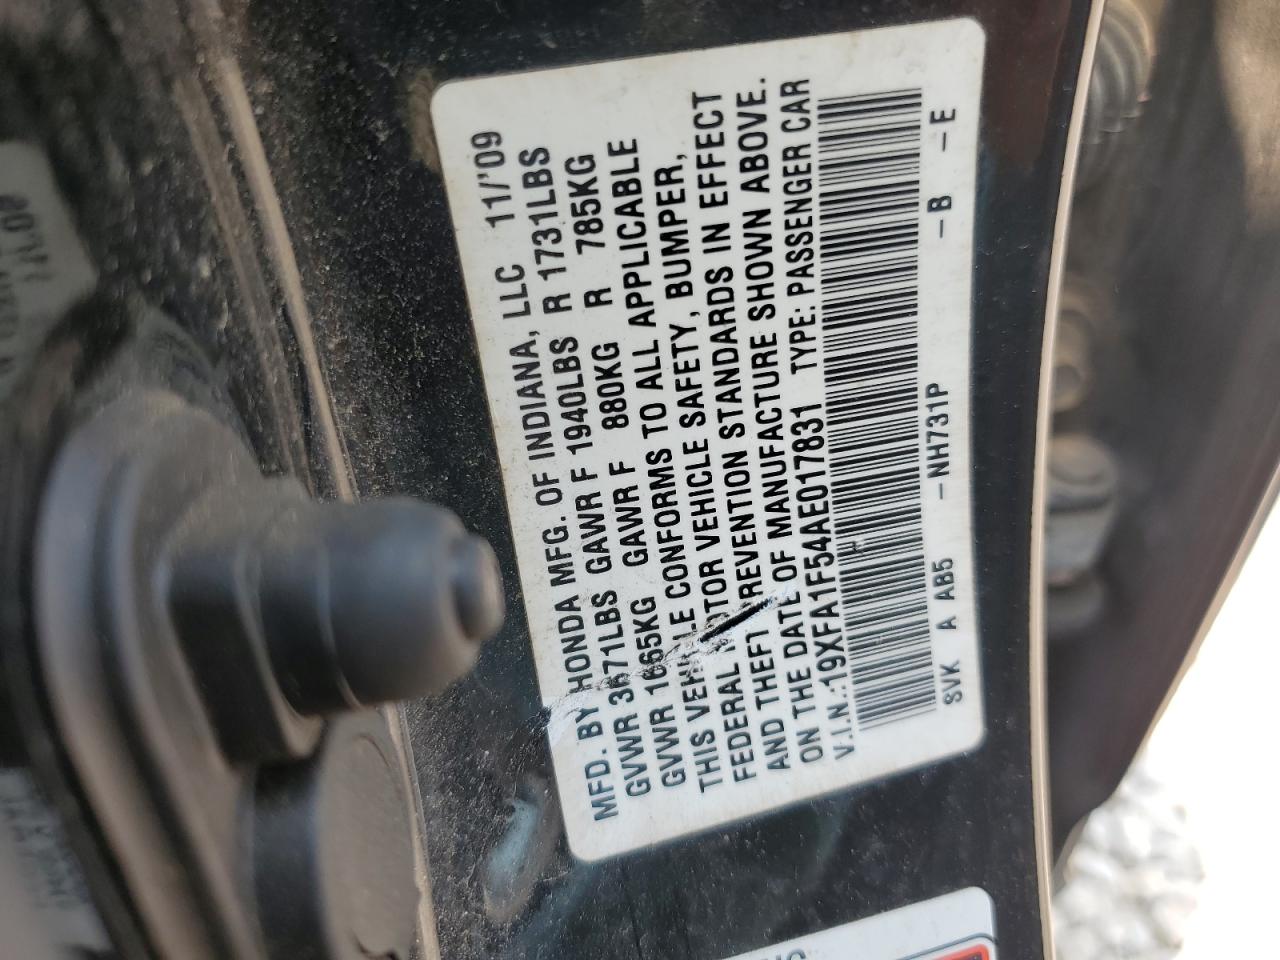 MFD. BY HONDA MFG. OF INDIANA, LLC 11/'09
GVWR 3671LBS GAWR F 1940LBS R 1731LBS
GVWR 1665KG GAWR F 880KG R 785KG
THIS VEHICLE CONFORMS TO ALL APPLICABLE
FEDERAL MOTOR VEHICLE SAFETY, BUMPER,
AND THEFT PREVENTION STANDARDS IN EFFECT
ON THE DATE OF MANUFACTURE SHOWN ABOVE.
V.I.N.:19XFA1F54AE017831 TYPE: PASSENGER CAR
SVK A AB5 -NH731P -B -E